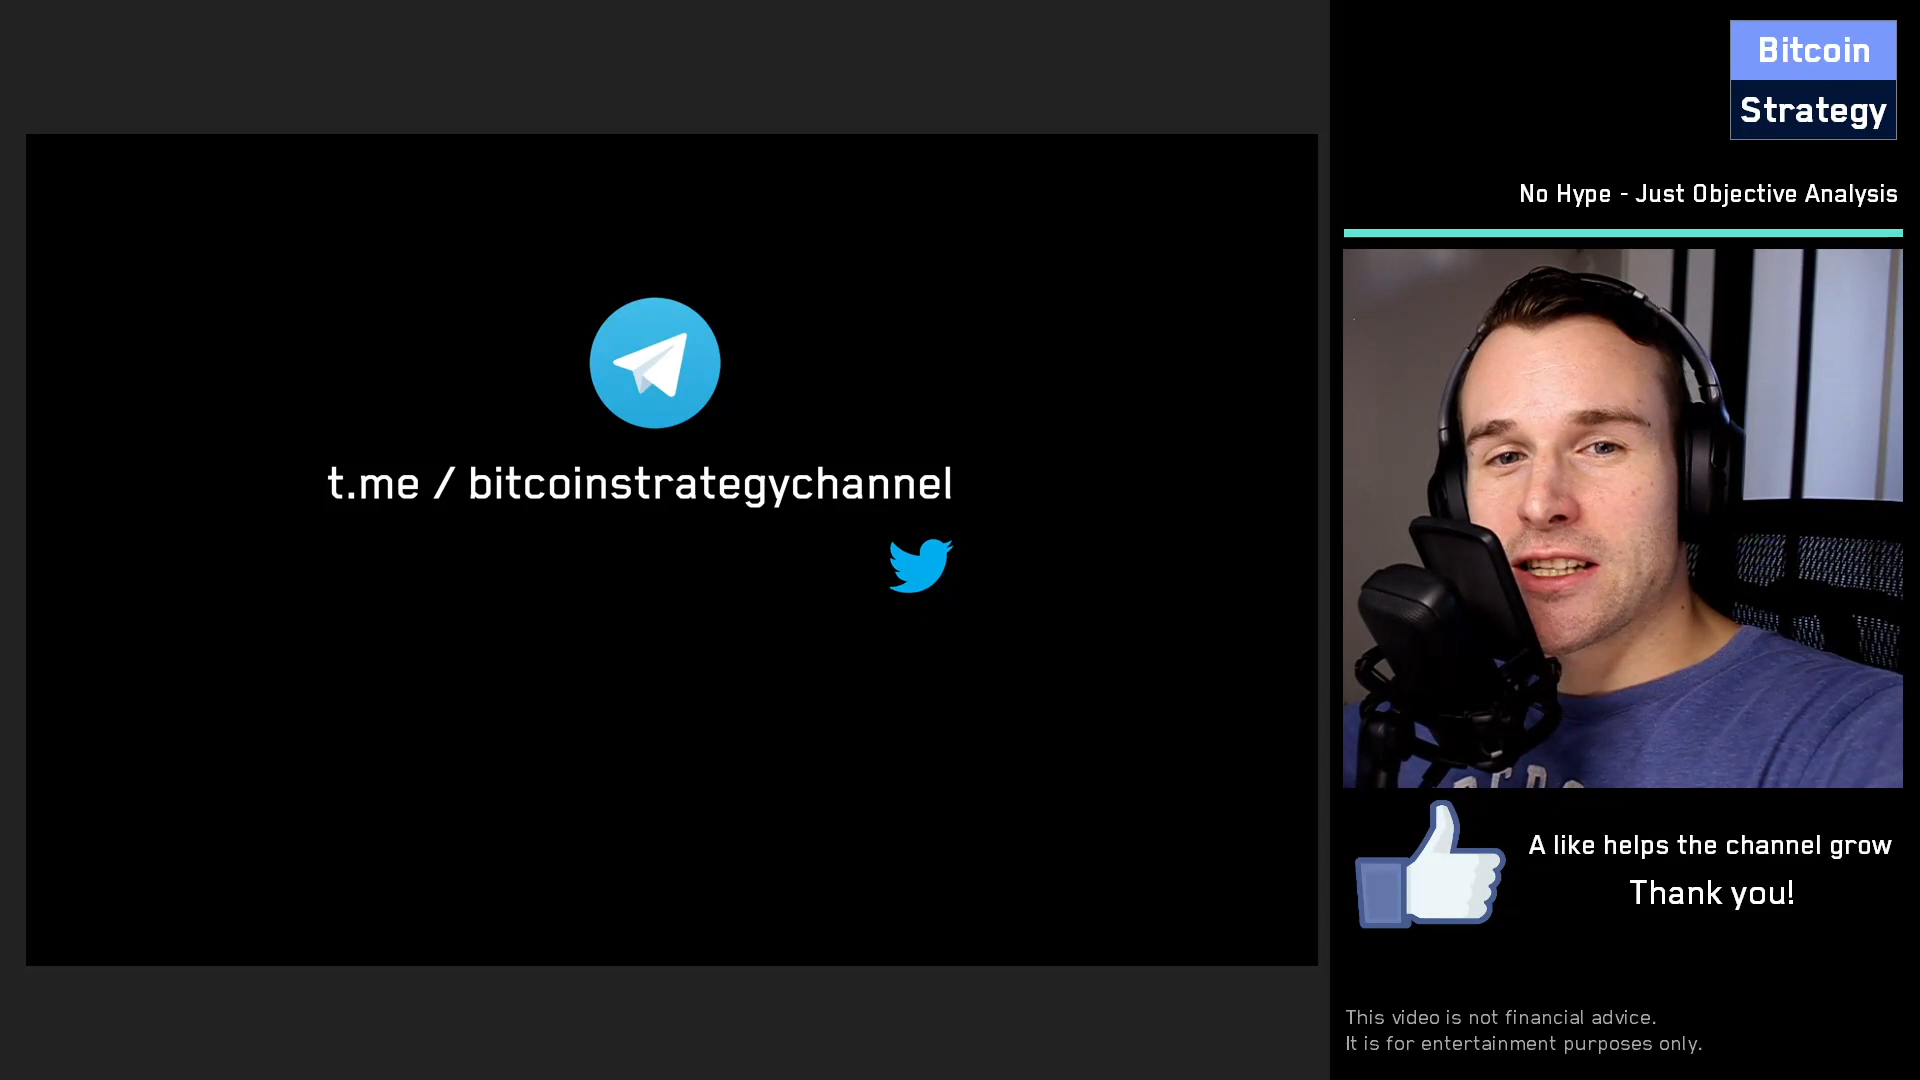 Bitcoin
Strategy
No Hype - Just Objective Analysis
t.me / bitcoinstrategychannel
A like helps the channel grow
Thank you!
This video is not financial advice.
It is for entertainment purposes only.